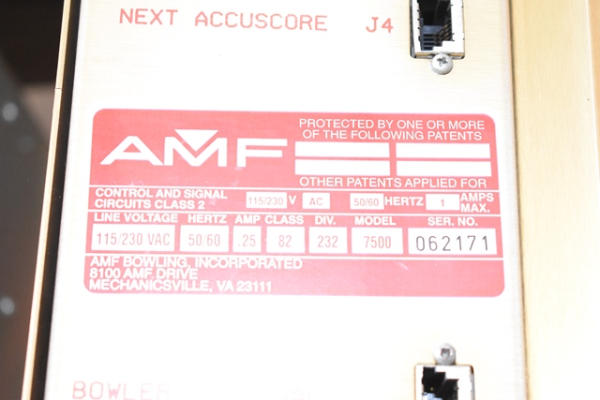 NEXT ACCUSCORE J4
AMF
PROTECTED BY ONE OR MORE
OF THE FOLLOWING PATENTS
OTHER PATENTS APPLIED FOR
CONTROL AND SIGNAL
CIRCUITS CLASS 2
115/230 V AC 50/60 HERTZ 1 AMPS
MAX.
LINE VOLTAGE HERTZ AMP CLASS DIV. MODEL SER. NO.
115/230 VAC 50/60 .25 82 232 7500 062171
AMF BOWLING, INCORPORATED
8100 AMF DRIVE
MECHANICSVILLE, VA 23111
BOWLER